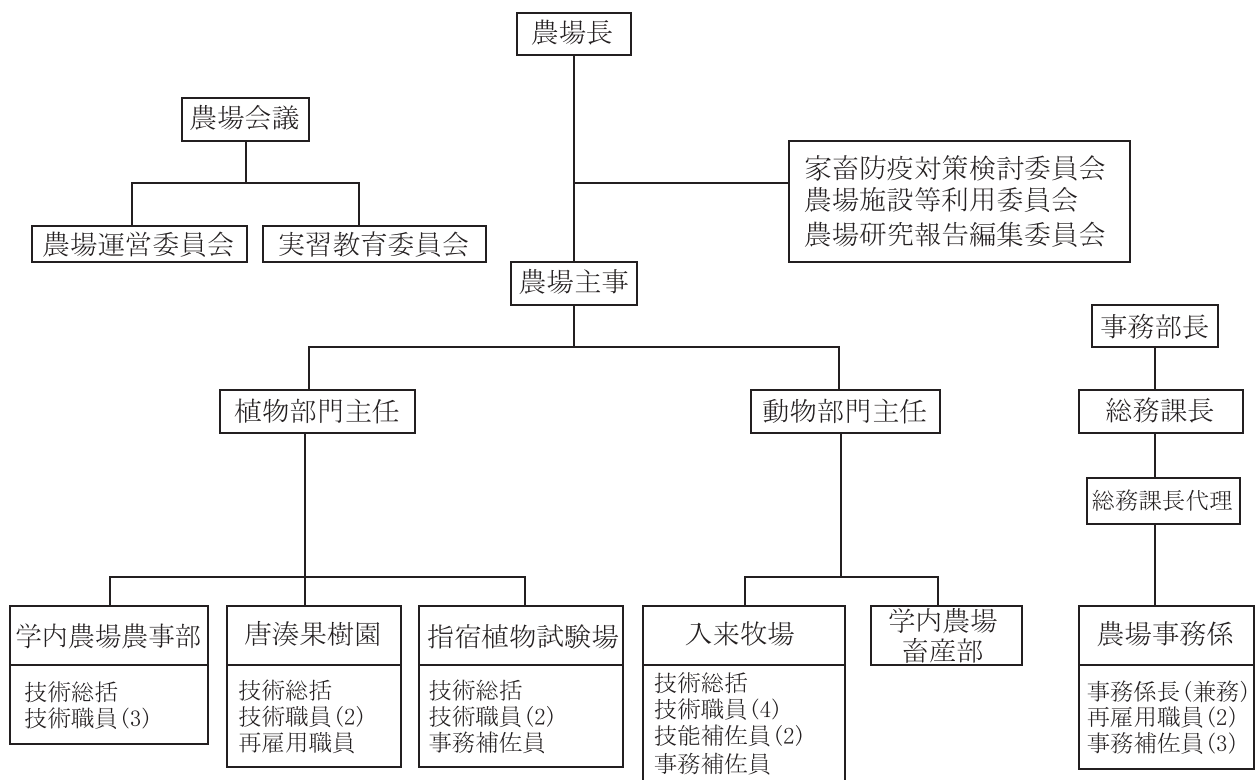 農場長
農場会議
家畜防疫対策検討委員会
農場施設等利用委員会
農場研究報告編集委員会
農場運営委員会
実習教育委員会
農場主事
事務部長
植物部門主任
動物部門主任
総務課長
総務課長代理
学内農場農事部
技術総括
技術職員(3)
唐湊果樹園
技術総括
技術職員(2)
再雇用職員
指宿植物試験場
技術総括
技術職員(2)
事務補佐員
入来牧場
技術総括
技術職員(4)
技能補佐員(2)
事務補佐員
学内農場
畜産部
農場事務係
事務係長(兼務)
再雇用職員(2)
事務補佐員(3)